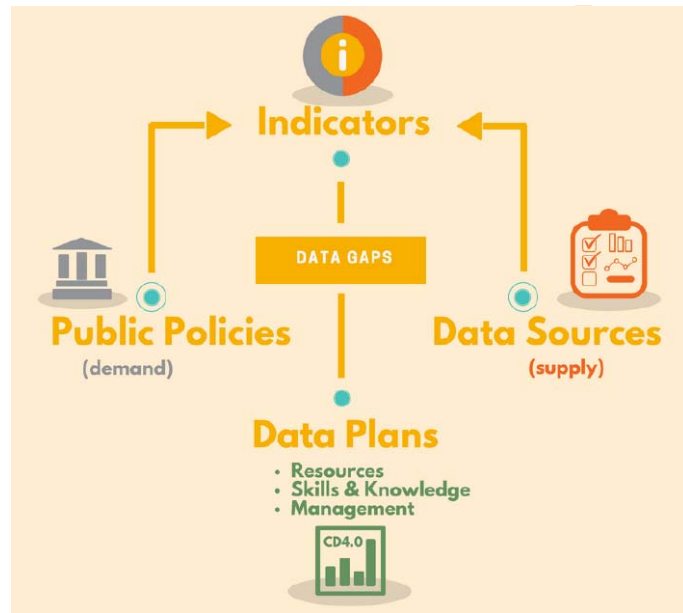 i
Indicators
DATA GAPS
Public Policies
(demand)
Data Sources
(supply)
Data Plans
• Resources
• Skills & Knowledge
• Management
CD4.0